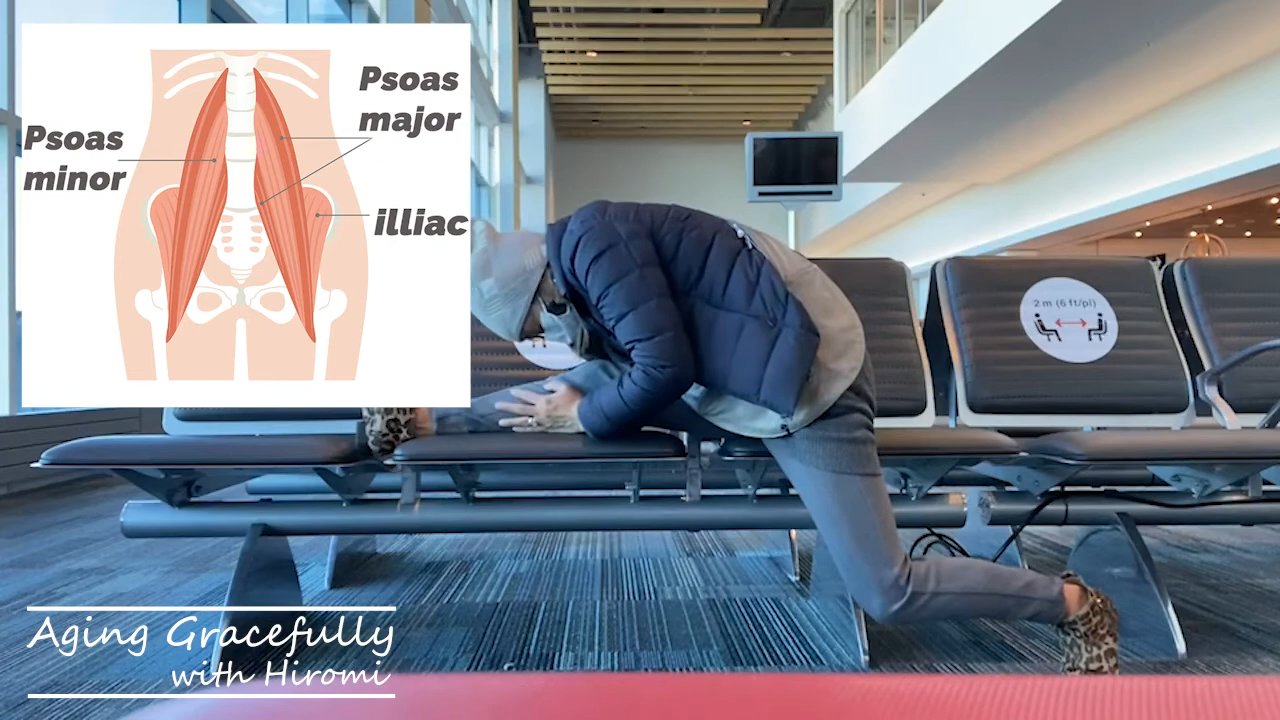 Psoas
major
Psoas
minor
illiac
2 m (6 ft/pi)
Aging Gracefully
with Hiromi